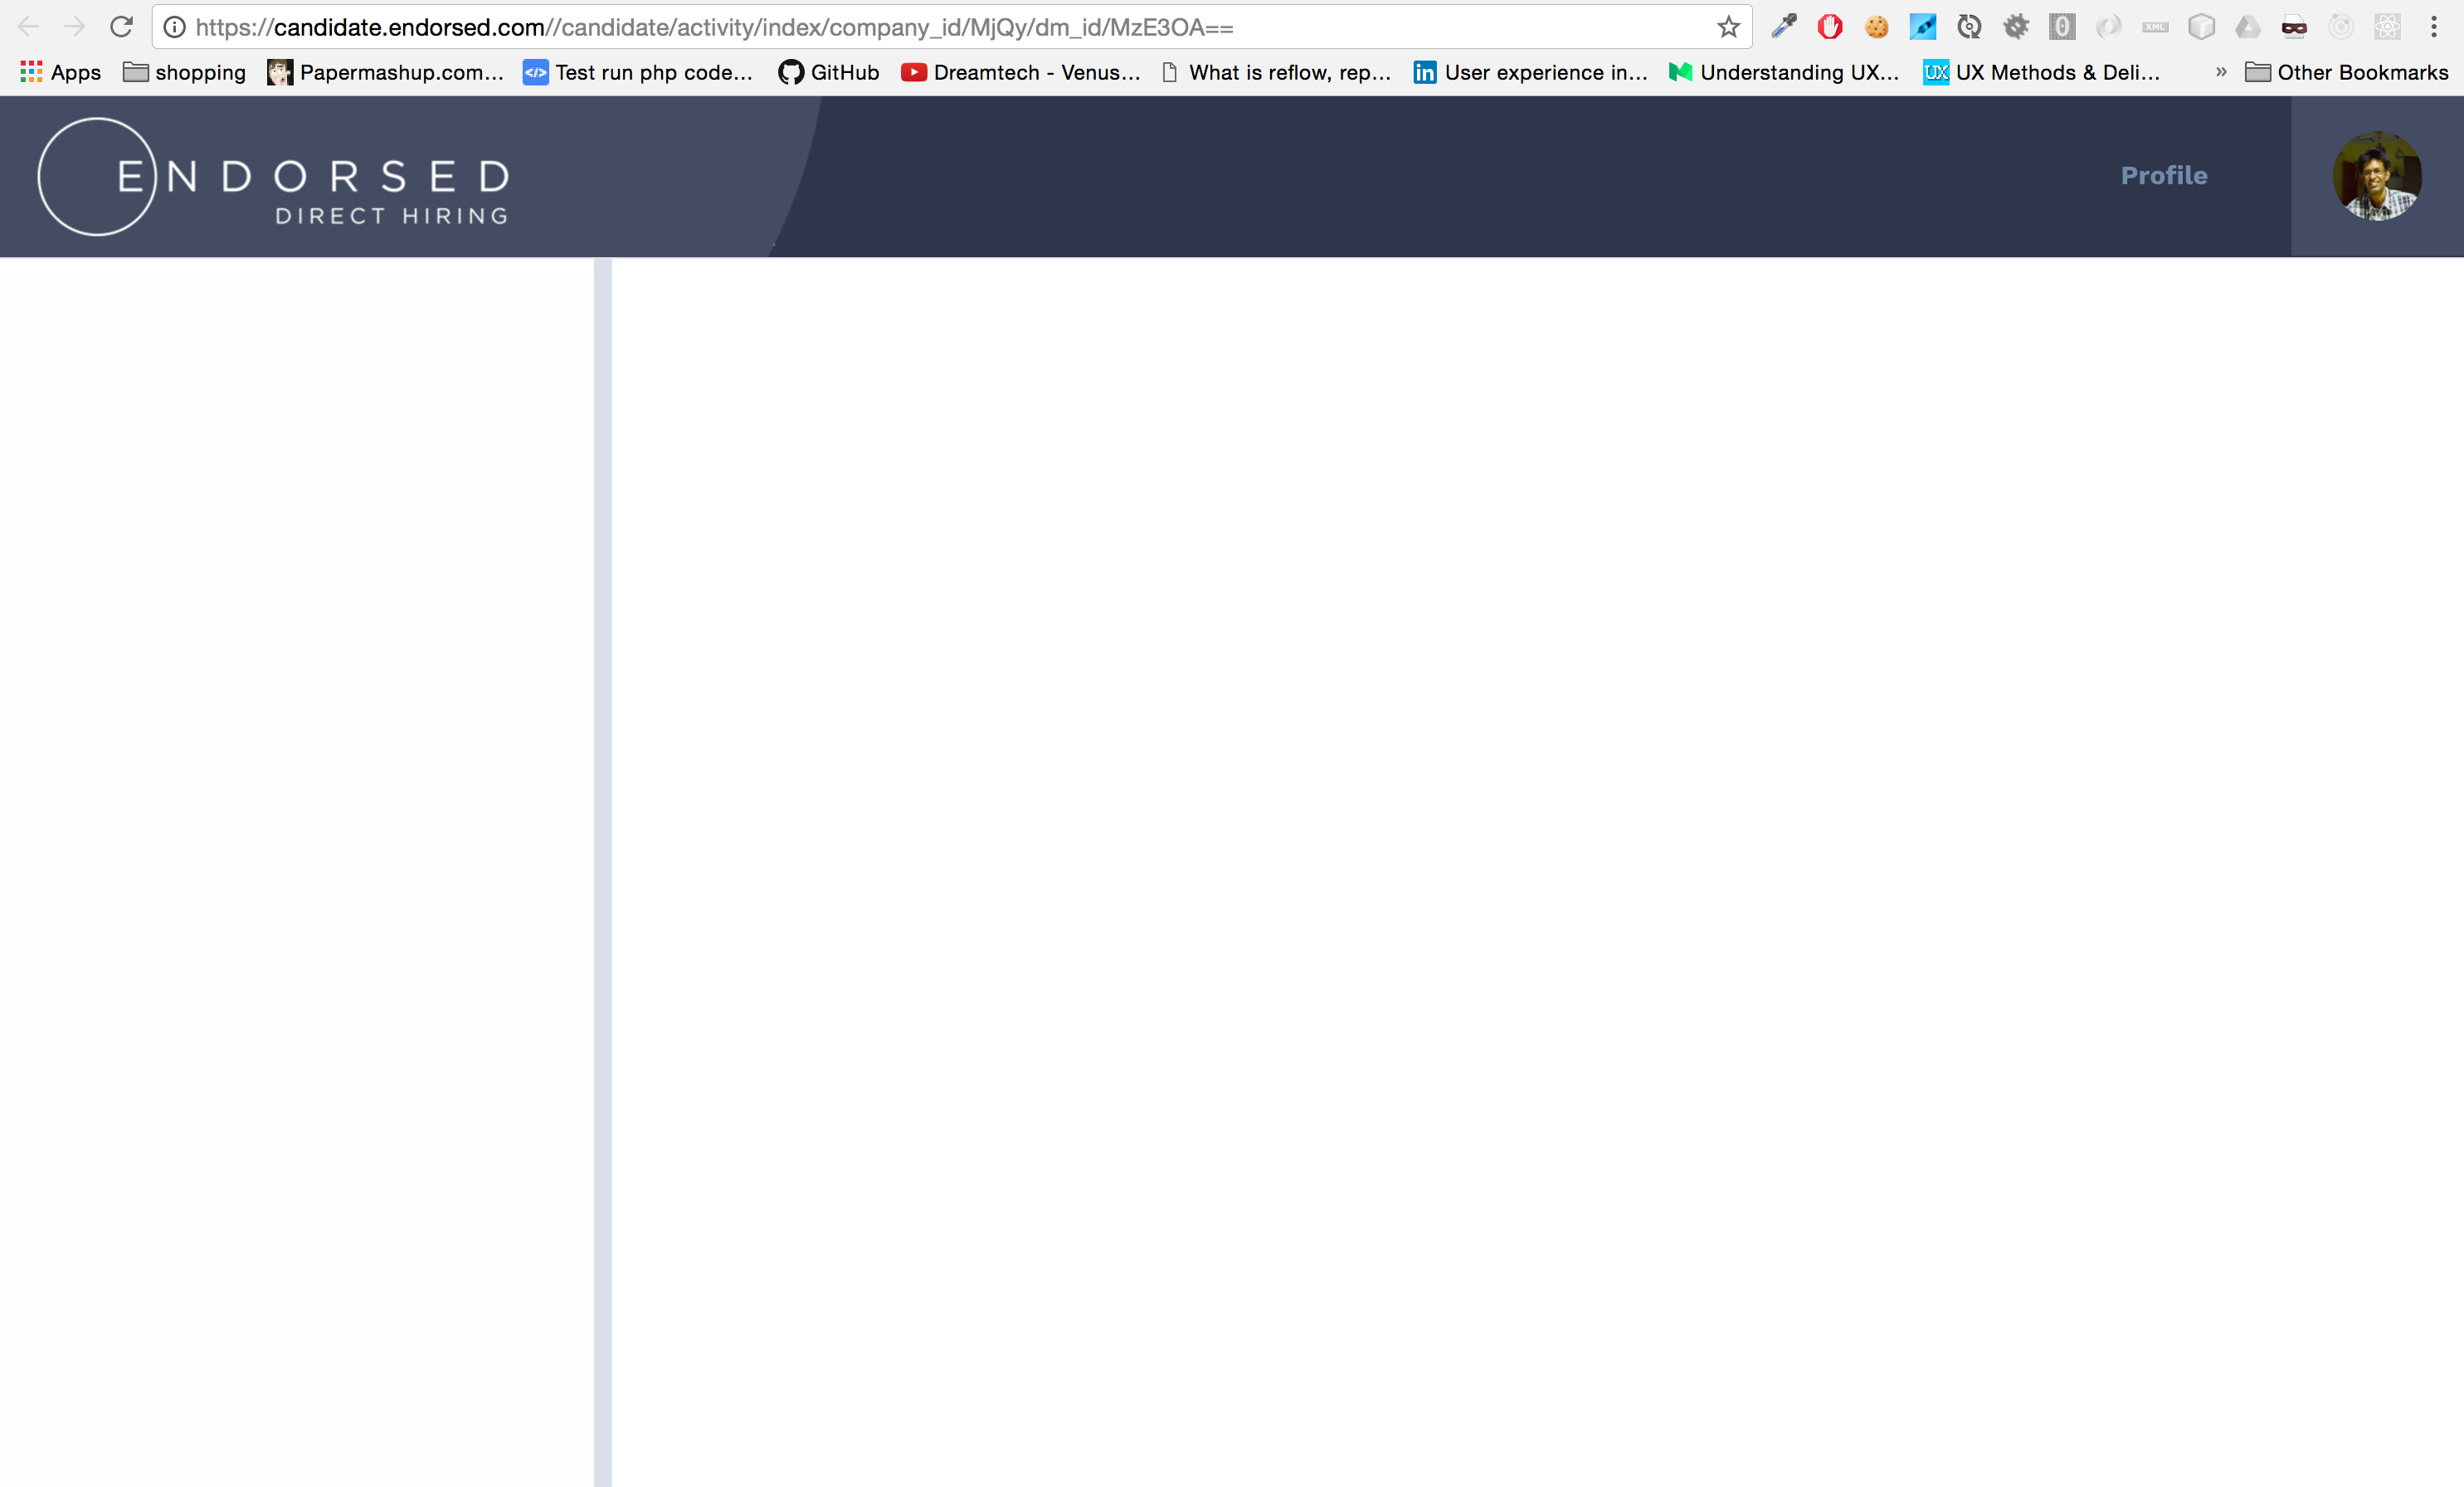 https://candidate.endorsed.com//candidate/activity/index/company_id/MjQy/dm_id/MzE3OA==
Apps shopping Papermashup.com... Test run php code... GitHub Dreamtech - Venus... What is reflow, rep... User experience in... Understanding UX... UX Methods & Deli... » Other Bookmarks
ENDORSED
DIRECT HIRING
Profile